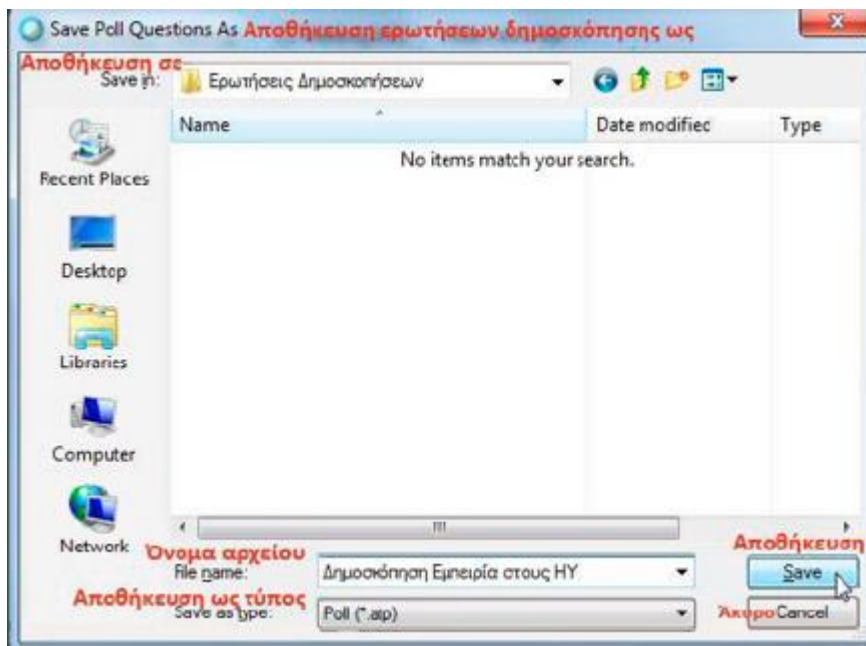 Save Poll Questions As Αποθήκευση ερωτήσεων δημοσκόπησης ως
Αποθήκευση σε
Save in: Ερωτήσεις Δημοσκοπήσεων
Name Date modified Type
No items match your search.
Recent Places
Desktop
Libraries
Computer
Network
Όνομα αρχείου Αποθήκευση
File name: Δημοσκόπηση Εμπειρία στους ΗΥ Save
Αποθήκευση ως τύπος
Save as type: Poll (*.atp) Άκυρο Cancel